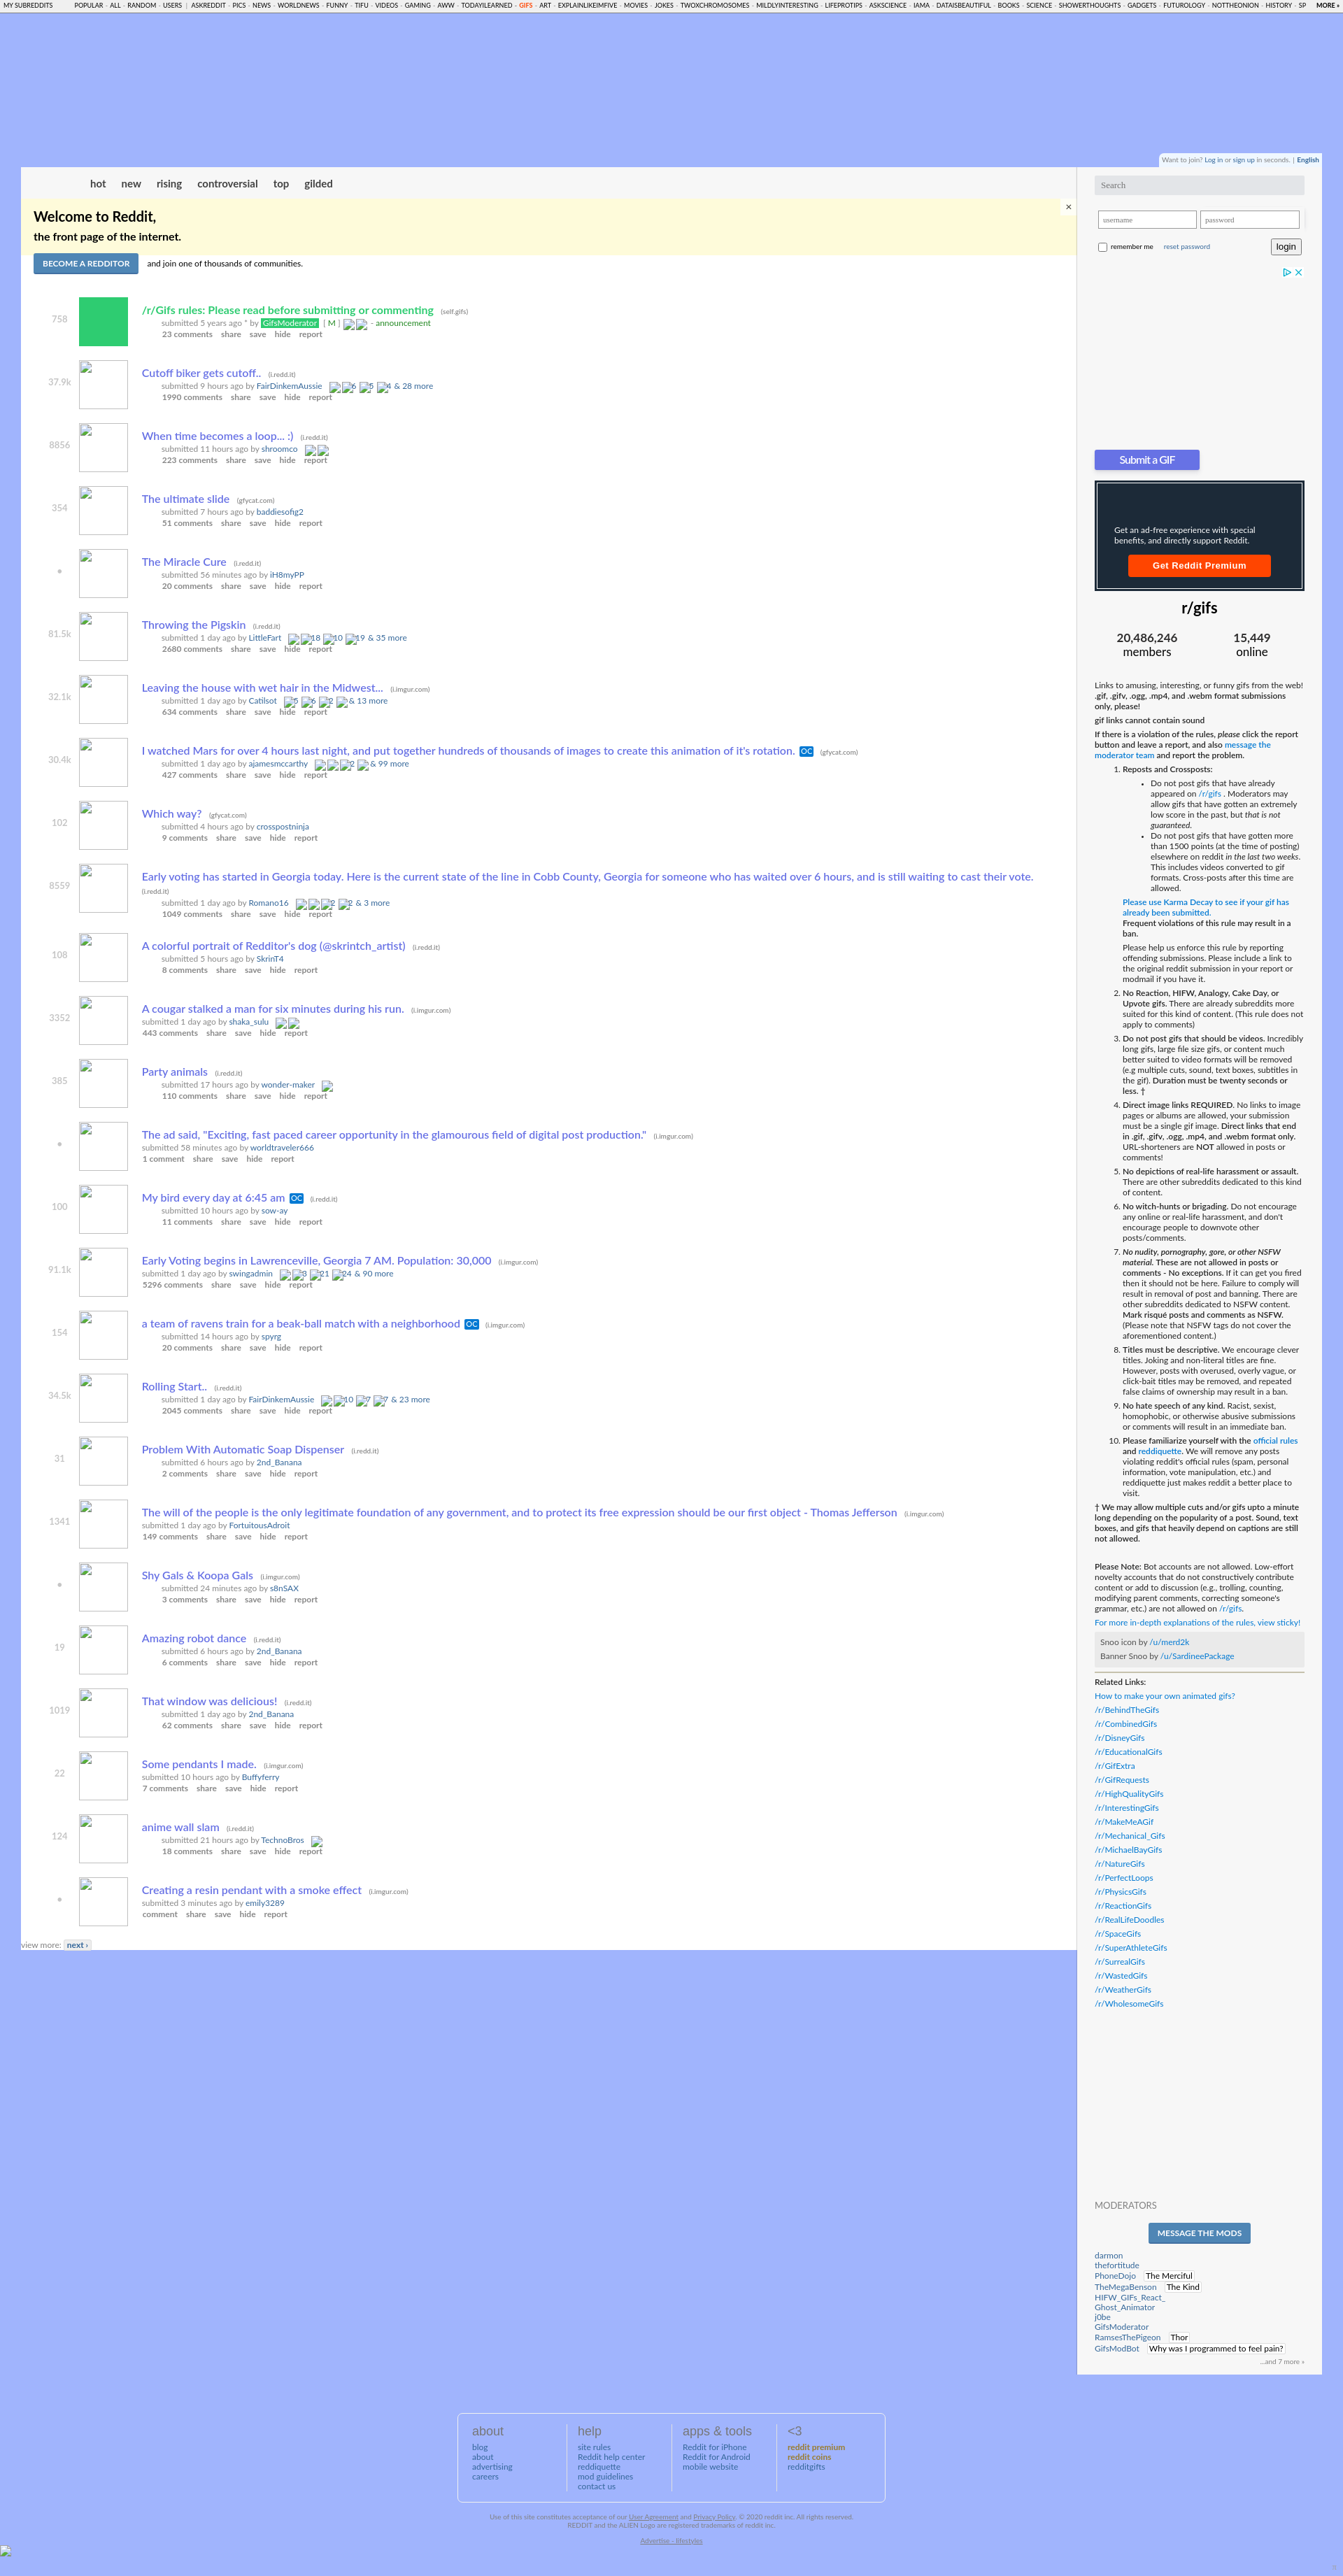 MY SUBREDDITS POPULAR - ALL - RANDOM - USERS | ASKREDDIT - PICS - NEWS - WORLDNEWS - FUNNY - TIFU - VIDEOS - GAMING - AWW - TODAYILEARNED - GIFS - ART - EXPLAINLIKEIMFIVE - MOVIES - JOKES - TWOXCHROMOSOMES - MILDLYINTERESTING - LIFEPROTIPS - ASKSCIENCE - IAMA - DATAISBEAUTIFUL - BOOKS - SCIENCE - SHOWERTHOUGHTS - GADGETS - FUTUROLOGY - NOTTHEONION - HISTORY - SP MORE »
Want to join? Log in or sign up in seconds. | English
hot new rising controversial top gilded
Welcome to Reddit,
the front page of the internet.
×
BECOME A REDDITOR and join one of thousands of communities.
758
/r/Gifs rules: Please read before submitting or commenting (self.gifs)
submitted 5 years ago * by GifsModerator [ M ] - announcement
23 comments share save hide report
37.9k
Cutoff biker gets cutoff.. (i.redd.it)
submitted 9 hours ago by FairDinkemAussie 6 5 4 & 28 more
1990 comments share save hide report
8856
When time becomes a loop... :) (i.redd.it)
submitted 11 hours ago by shroomco
223 comments share save hide report
354
The ultimate slide (gfycat.com)
submitted 7 hours ago by baddiesofig2
51 comments share save hide report
•
The Miracle Cure (i.redd.it)
submitted 56 minutes ago by iH8myPP
20 comments share save hide report
81.5k
Throwing the Pigskin (i.redd.it)
submitted 1 day ago by LittleFart 18 10 19 & 35 more
2680 comments share save hide report
32.1k
Leaving the house with wet hair in the Midwest... (i.imgur.com)
submitted 1 day ago by Catilsot 5 6 2 & 13 more
634 comments share save hide report
30.4k
I watched Mars for over 4 hours last night, and put together hundreds of thousands of images to create this animation of it's rotation. OC (gfycat.com)
submitted 1 day ago by ajamesmccarthy 2 & 99 more
427 comments share save hide report
102
Which way? (gfycat.com)
submitted 4 hours ago by crosspostninja
9 comments share save hide report
8559
Early voting has started in Georgia today. Here is the current state of the line in Cobb County, Georgia for someone who has waited over 6 hours, and is still waiting to cast their vote.
(i.redd.it)
submitted 1 day ago by Romano16 2 2 & 3 more
1049 comments share save hide report
108
A colorful portrait of Redditor's dog (@skrintch_artist) (i.redd.it)
submitted 5 hours ago by SkrinT4
8 comments share save hide report
3352
A cougar stalked a man for six minutes during his run. (i.imgur.com)
submitted 1 day ago by shaka_sulu
443 comments share save hide report
385
Party animals (i.redd.it)
submitted 17 hours ago by wonder-maker
110 comments share save hide report
•
The ad said, "Exciting, fast paced career opportunity in the glamourous field of digital post production." (i.imgur.com)
submitted 58 minutes ago by worldtraveler666
1 comment share save hide report
100
My bird every day at 6:45 am OC (i.redd.it)
submitted 10 hours ago by sow-ay
11 comments share save hide report
91.1k
Early Voting begins in Lawrenceville, Georgia 7 AM. Population: 30,000 (i.imgur.com)
submitted 1 day ago by swingadmin 3 21 24 & 90 more
5296 comments share save hide report
154
a team of ravens train for a beak-ball match with a neighborhood OC (i.imgur.com)
submitted 14 hours ago by spyrg
20 comments share save hide report
34.5k
Rolling Start.. (i.redd.it)
submitted 1 day ago by FairDinkemAussie 10 7 7 & 23 more
2045 comments share save hide report
31
Problem With Automatic Soap Dispenser (i.redd.it)
submitted 6 hours ago by 2nd_Banana
2 comments share save hide report
1341
The will of the people is the only legitimate foundation of any government, and to protect its free expression should be our first object - Thomas Jefferson (i.imgur.com)
submitted 1 day ago by FortuitousAdroit
149 comments share save hide report
•
Shy Gals & Koopa Gals (i.imgur.com)
submitted 24 minutes ago by s8nSAX
3 comments share save hide report
19
Amazing robot dance (i.redd.it)
submitted 6 hours ago by 2nd_Banana
6 comments share save hide report
1019
That window was delicious! (i.redd.it)
submitted 1 day ago by 2nd_Banana
62 comments share save hide report
22
Some pendants I made. (i.imgur.com)
submitted 10 hours ago by Buffyferry
7 comments share save hide report
124
anime wall slam (i.redd.it)
submitted 21 hours ago by TechnoBros
18 comments share save hide report
•
Creating a resin pendant with a smoke effect (i.imgur.com)
submitted 3 minutes ago by emily3289
comment share save hide report
view more: next ›
Search
username password
remember me reset password login
Submit a GIF
Get an ad-free experience with special
benefits, and directly support Reddit.
Get Reddit Premium
r/gifs
20,486,246 15,449
members online
Links to amusing, interesting, or funny gifs from the web!
.gif, .gifv, .ogg, .mp4, and .webm format submissions
only, please!
gif links cannot contain sound
If there is a violation of the rules, please click the report
button and leave a report, and also message the
moderator team and report the problem.
1. Reposts and Crossposts:
• Do not post gifs that have already
appeared on /r/gifs . Moderators may
allow gifs that have gotten an extremely
low score in the past, but that is not
guaranteed.
• Do not post gifs that have gotten more
than 1500 points (at the time of posting)
elsewhere on reddit in the last two weeks.
This includes videos converted to gif
formats. Cross-posts after this time are
allowed.
Please use Karma Decay to see if your gif has
already been submitted.
Frequent violations of this rule may result in a
ban.
Please help us enforce this rule by reporting
offending submissions. Please include a link to
the original reddit submission in your report or
modmail if you have it.
2. No Reaction, HIFW, Analogy, Cake Day, or
Upvote gifs. There are already subreddits more
suited for this kind of content. (This rule does not
apply to comments)
3. Do not post gifs that should be videos. Incredibly
long gifs, large file size gifs, or content much
better suited to video formats will be removed
(e.g multiple cuts, sound, text boxes, subtitles in
the gif). Duration must be twenty seconds or
less. †
4. Direct image links REQUIRED. No links to image
pages or albums are allowed, your submission
must be a single gif image. Direct links that end
in .gif, .gifv, .ogg, .mp4, and .webm format only.
URL-shorteners are NOT allowed in posts or
comments!
5. No depictions of real-life harassment or assault.
There are other subreddits dedicated to this kind
of content.
6. No witch-hunts or brigading. Do not encourage
any online or real-life harassment, and don't
encourage people to downvote other
posts/comments.
7. No nudity, pornography, gore, or other NSFW
material. These are not allowed in posts or
comments - No exceptions. If it can get you fired
then it should not be here. Failure to comply will
result in removal of post and banning. There are
other subreddits dedicated to NSFW content.
Mark risqué posts and comments as NSFW.
(Please note that NSFW tags do not cover the
aforementioned content.)
8. Titles must be descriptive. We encourage clever
titles. Joking and non-literal titles are fine.
However, posts with overused, overly vague, or
click-bait titles may be removed, and repeated
false claims of ownership may result in a ban.
9. No hate speech of any kind. Racist, sexist,
homophobic, or otherwise abusive submissions
or comments will result in an immediate ban.
10. Please familiarize yourself with the official rules
and reddiquette. We will remove any posts
violating reddit's official rules (spam, personal
information, vote manipulation, etc.) and
reddiquette just makes reddit a better place to
visit.
† We may allow multiple cuts and/or gifs upto a minute
long depending on the popularity of a post. Sound, text
boxes, and gifs that heavily depend on captions are still
not allowed.
Please Note: Bot accounts are not allowed. Low-effort
novelty accounts that do not constructively contribute
content or add to discussion (e.g., trolling, counting,
modifying parent comments, correcting someone's
grammar, etc.) are not allowed on /r/gifs.
For more in-depth explanations of the rules, view sticky!
Snoo icon by /u/merd2k
Banner Snoo by /u/SardineePackage
Related Links:
How to make your own animated gifs?
/r/BehindTheGifs
/r/CombinedGifs
/r/DisneyGifs
/r/EducationalGifs
/r/GifExtra
/r/GifRequests
/r/HighQualityGifs
/r/InterestingGifs
/r/MakeMeAGif
/r/Mechanical_Gifs
/r/MichaelBayGifs
/r/NatureGifs
/r/PerfectLoops
/r/PhysicsGifs
/r/ReactionGifs
/r/RealLifeDoodles
/r/SpaceGifs
/r/SuperAthleteGifs
/r/SurrealGifs
/r/WastedGifs
/r/WeatherGifs
/r/WholesomeGifs
MODERATORS
MESSAGE THE MODS
darmon
thefortitude
PhoneDojo The Merciful
TheMegaBenson The Kind
HIFW_GIFs_React_
Ghost_Animator
j0be
GifsModerator
RamsesThePigeon Thor
GifsModBot Why was I programmed to feel pain?
...and 7 more »
about help apps & tools <3
blog site rules Reddit for iPhone reddit premium
about Reddit help center Reddit for Android reddit coins
advertising reddiquette mobile website redditgifts
careers mod guidelines
contact us
Use of this site constitutes acceptance of our User Agreement and Privacy Policy. © 2020 reddit inc. All rights reserved.
REDDIT and the ALIEN Logo are registered trademarks of reddit inc.
Advertise - lifestyles